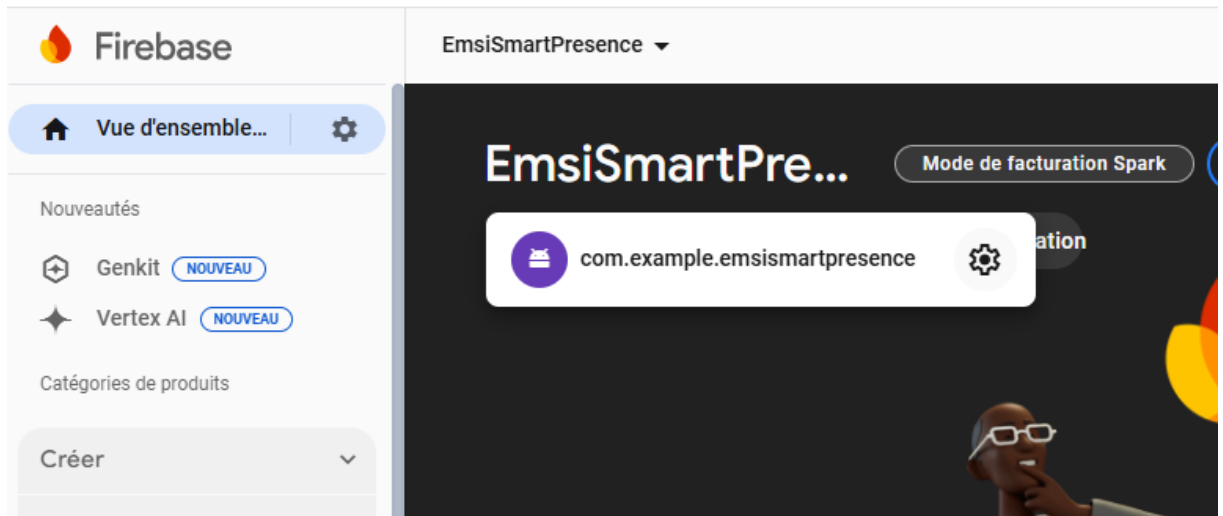 Firebase
EmsiSmartPresence
Vue d'ensemble...
EmsiSmartPre...
Mode de facturation Spark
Nouveautés
com.example.emsismartpresence
ation
Genkit NOUVEAU
Vertex AI NOUVEAU
Catégories de produits
Créer